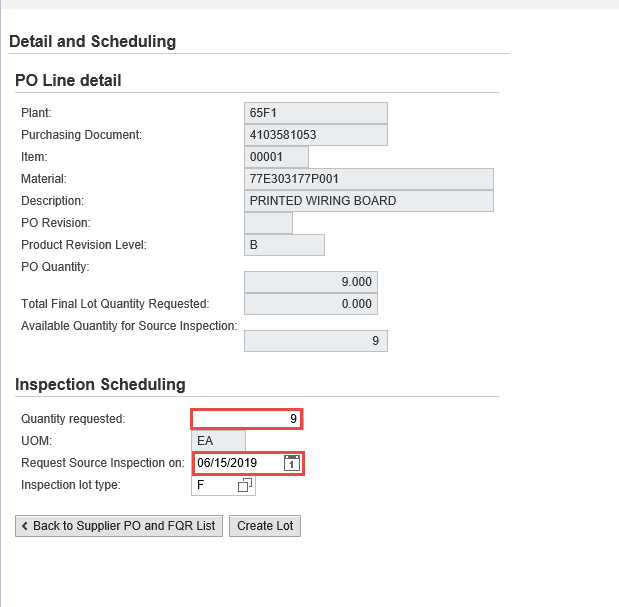 Detail and Scheduling
PO Line detail
Plant: 65F1
Purchasing Document: 4103581053
Item: 00001
Material: 77E303177P001
Description: PRINTED WIRING BOARD
PO Revision:
Product Revision Level: B
PO Quantity:
9.000
Total Final Lot Quantity Requested: 0.000
Available Quantity for Source Inspection:
9
Inspection Scheduling
Quantity requested: 9
UOM: EA
Request Source Inspection on: 06/15/2019 1
Inspection lot type: F
Back to Supplier PO and FQR List Create Lot